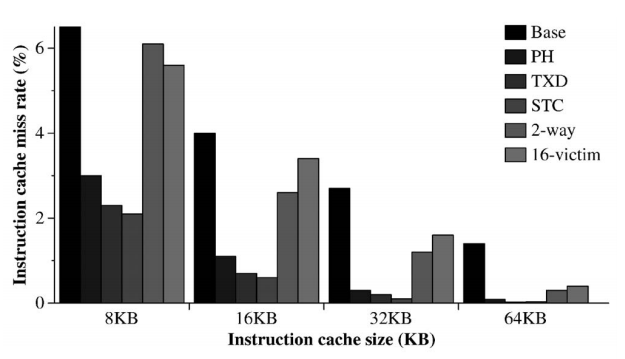 Instruction cache miss rate (%)
6
4
2
0
Base
PH
TXD
STC
2-way
16-victim
8KB
16KB
32KB
64KB
Instruction cache size (KB)